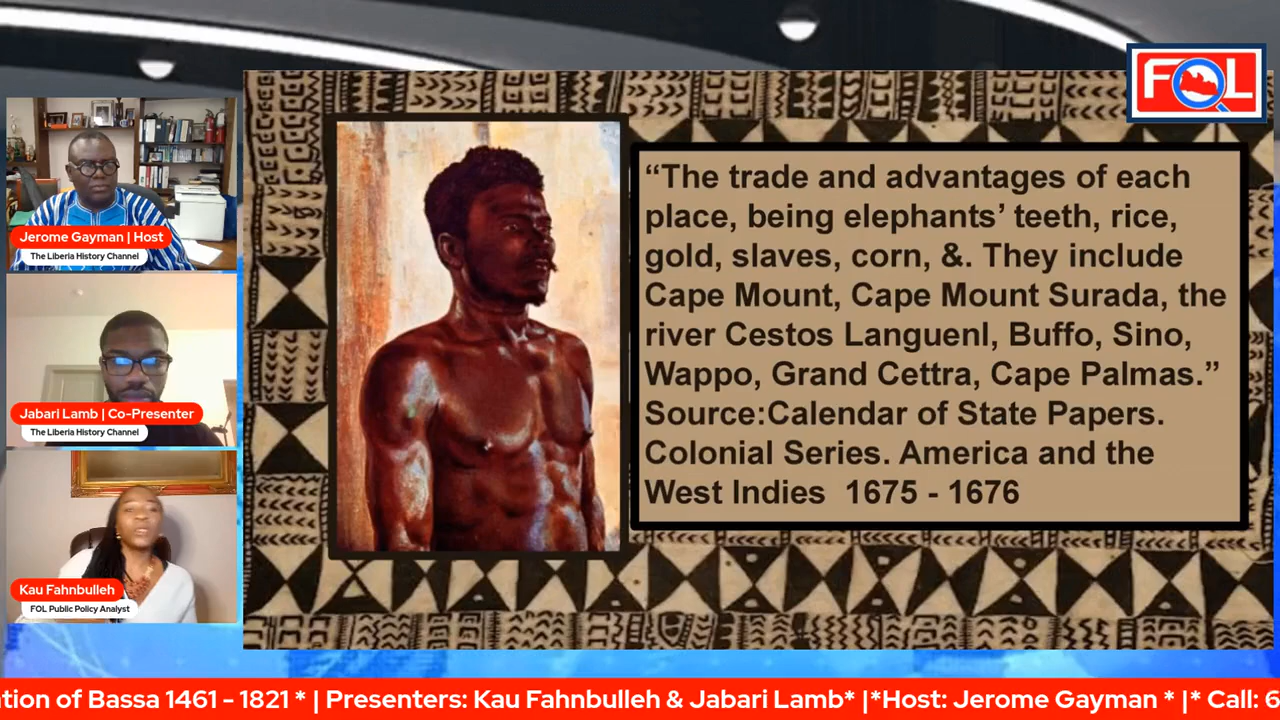 FOL
Jerome Gayman | Host
The Liberia History Channel
Jabari Lamb | Co-Presenter
The Liberia History Channel
Kau Fahnbulleh
FOL Public Policy Analyst
“The trade and advantages of each
place, being elephants’ teeth, rice,
gold, slaves, corn, &. They include
Cape Mount, Cape Mount Surada, the
river Cestos Languenl, Buffo, Sino,
Wappo, Grand Cettra, Cape Palmas.”
Source:Calendar of State Papers.
Colonial Series. America and the
West Indies 1675 - 1676
ation of Bassa 1461 - 1821 * | Presenters: Kau Fahnbulleh & Jabari Lamb* |*Host: Jerome Gayman * |* Call: 6